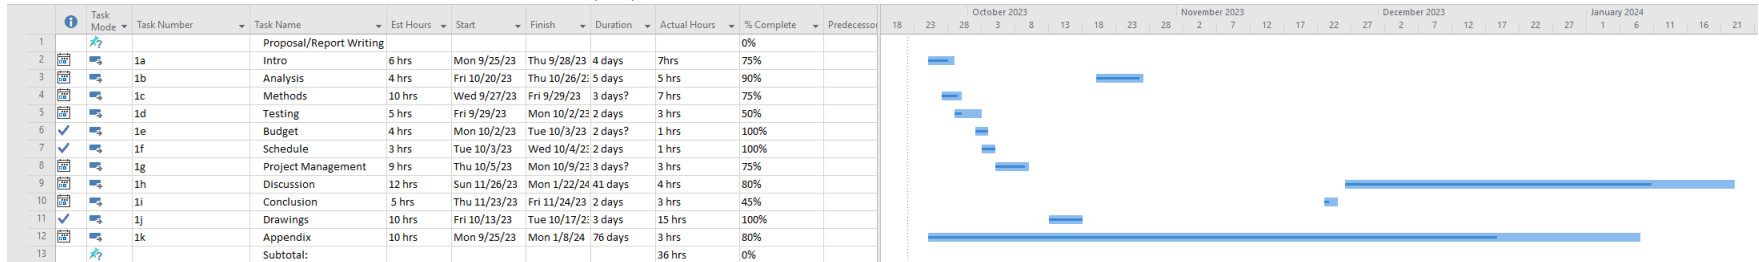 October 2023 November 2023 December 2023 January 2024
Task Mode Task Number Task Name Est Hours Start Finish Duration Actual Hours % Complete Predecessor 18 23 28 3 8 13 18 23 28 2 7 12 17 22 27 2 7 12 17 22 27 1 6 11 16 21
1 Proposal/Report Writing 0%
2 1a Intro 6 hrs Mon 9/25/23 Thu 9/28/23 4 days 7hrs 75%
3 1b Analysis 4 hrs Fri 10/20/23 Thu 10/26/23 5 days 5 hrs 90%
4 1c Methods 10 hrs Wed 9/27/23 Fri 9/29/23 3 days? 7 hrs 75%
5 1d Testing 5 hrs Fri 9/29/23 Mon 10/2/23 2 days 3 hrs 50%
6 1e Budget 4 hrs Mon 10/2/23 Tue 10/3/23 2 days? 1 hrs 100%
7 1f Schedule 3 hrs Tue 10/3/23 Wed 10/4/23 2 days 1 hrs 100%
8 1g Project Management 9 hrs Thu 10/5/23 Mon 10/9/23 3 days? 3 hrs 75%
9 1h Discussion 12 hrs Sun 11/26/23 Mon 1/22/24 41 days 4 hrs 80%
10 1i Conclusion 5 hrs Thu 11/23/23 Fri 11/24/23 2 days 3 hrs 45%
11 1j Drawings 10 hrs Fri 10/13/23 Tue 10/17/23 3 days 15 hrs 100%
12 1k Appendix 10 hrs Mon 9/25/23 Mon 1/8/24 76 days 3 hrs 80%
13 Subtotal: 36 hrs 0%